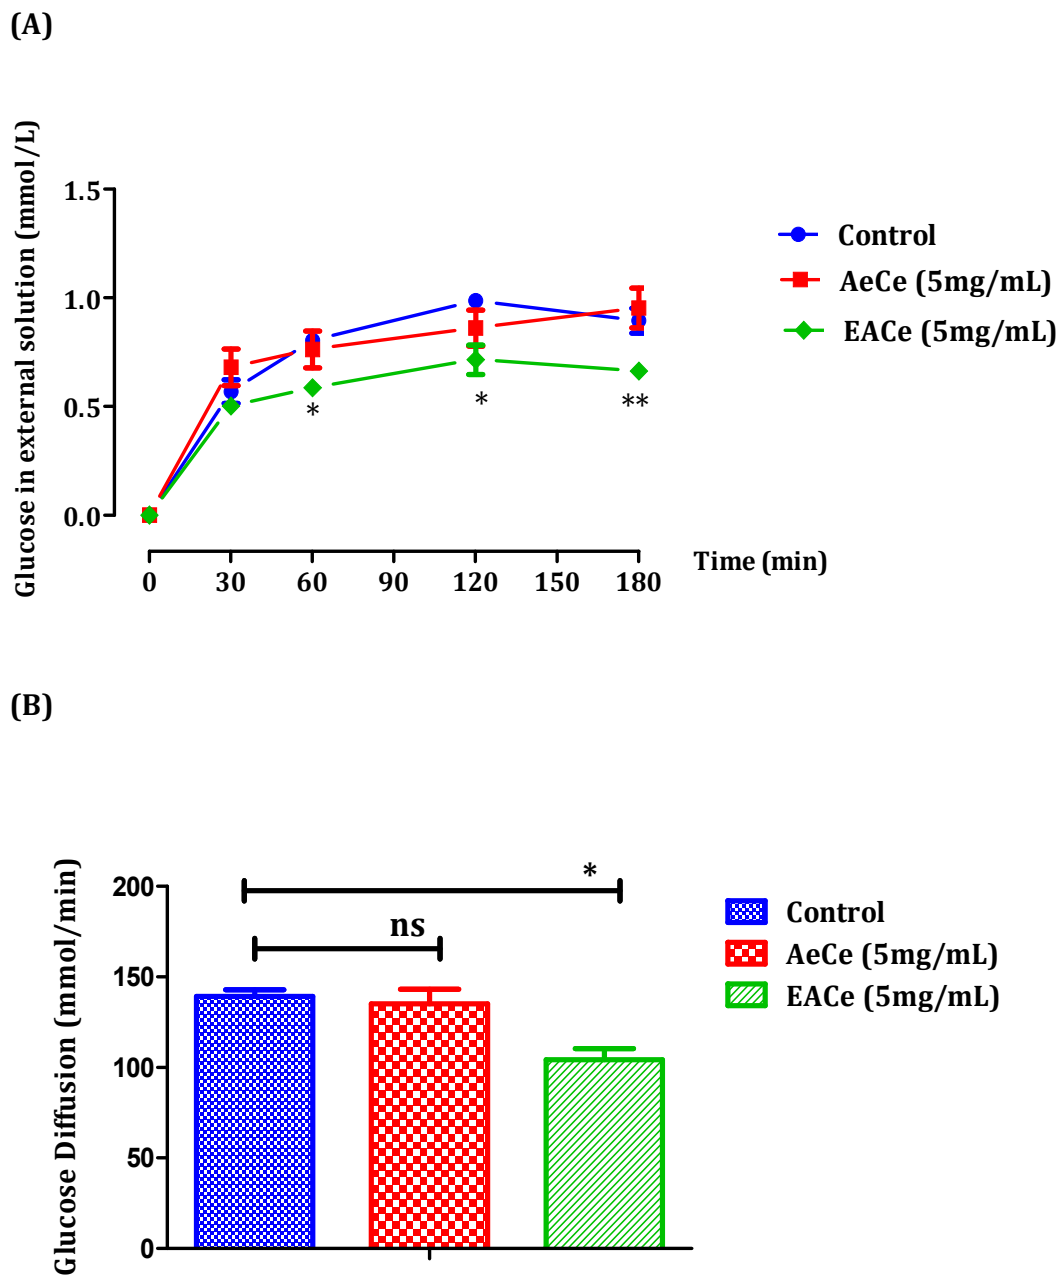 (A)
Glucose in external solution (mmol/L)
1.5
1.0
0.5
0.0
*
*
**
0 30 60 90 120 150 180
Time (min)
Control
AeCe (5mg/mL)
EACe (5mg/mL)
(B)
Glucose Diffusion (mmol/min)
200
150
100
50
0
*
ns
Control
AeCe (5mg/mL)
EACe (5mg/mL)